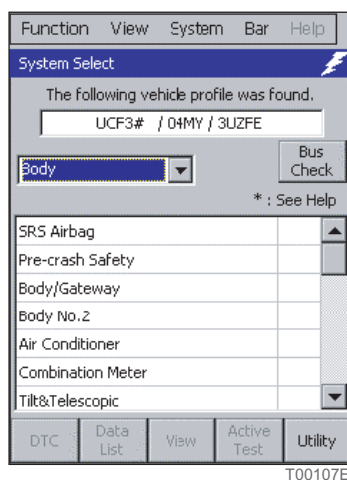 Function View System Bar Help
System Select
The following vehicle profile was found.
UCF3# / 04MY / 3UZFE
Body
Bus Check
* : See Help
SRS Airbag
Pre-crash Safety
Body/Gateway
Body No.2
Air Conditioner
Combination Meter
Tilt&Telescopic
DTC Data List View Active Test Utility
T00107E